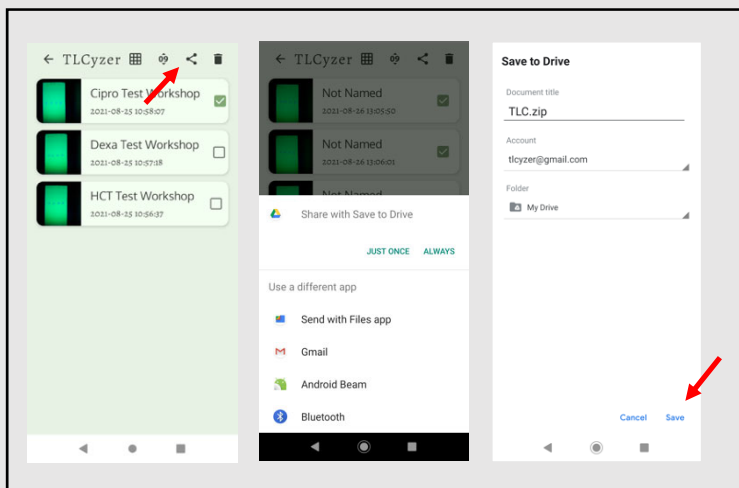 TLCyzer
Cipro Test Workshop
2021-08-25 10:58:07
Dexa Test Workshop
2021-08-25 10:57:18
HCT Test Workshop
2021-08-25 10:56:37
TLCyzer
Not Named
2021-08-26 13:05:50
Not Named
2021-08-26 13:06:01
Not Named
Share with Save to Drive
JUST ONCE ALWAYS
Use a different app
Send with Files app
Gmail
Android Beam
Bluetooth
Save to Drive
Document title
TLC.zip
Account
tlcyzer@gmail.com
Folder
My Drive
Cancel Save